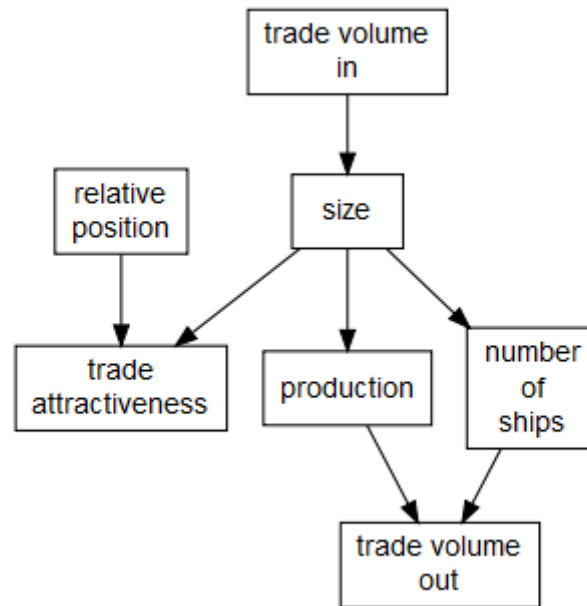 trade volume
in
relative
position
size
trade
attractiveness
production
number
of
ships
trade volume
out